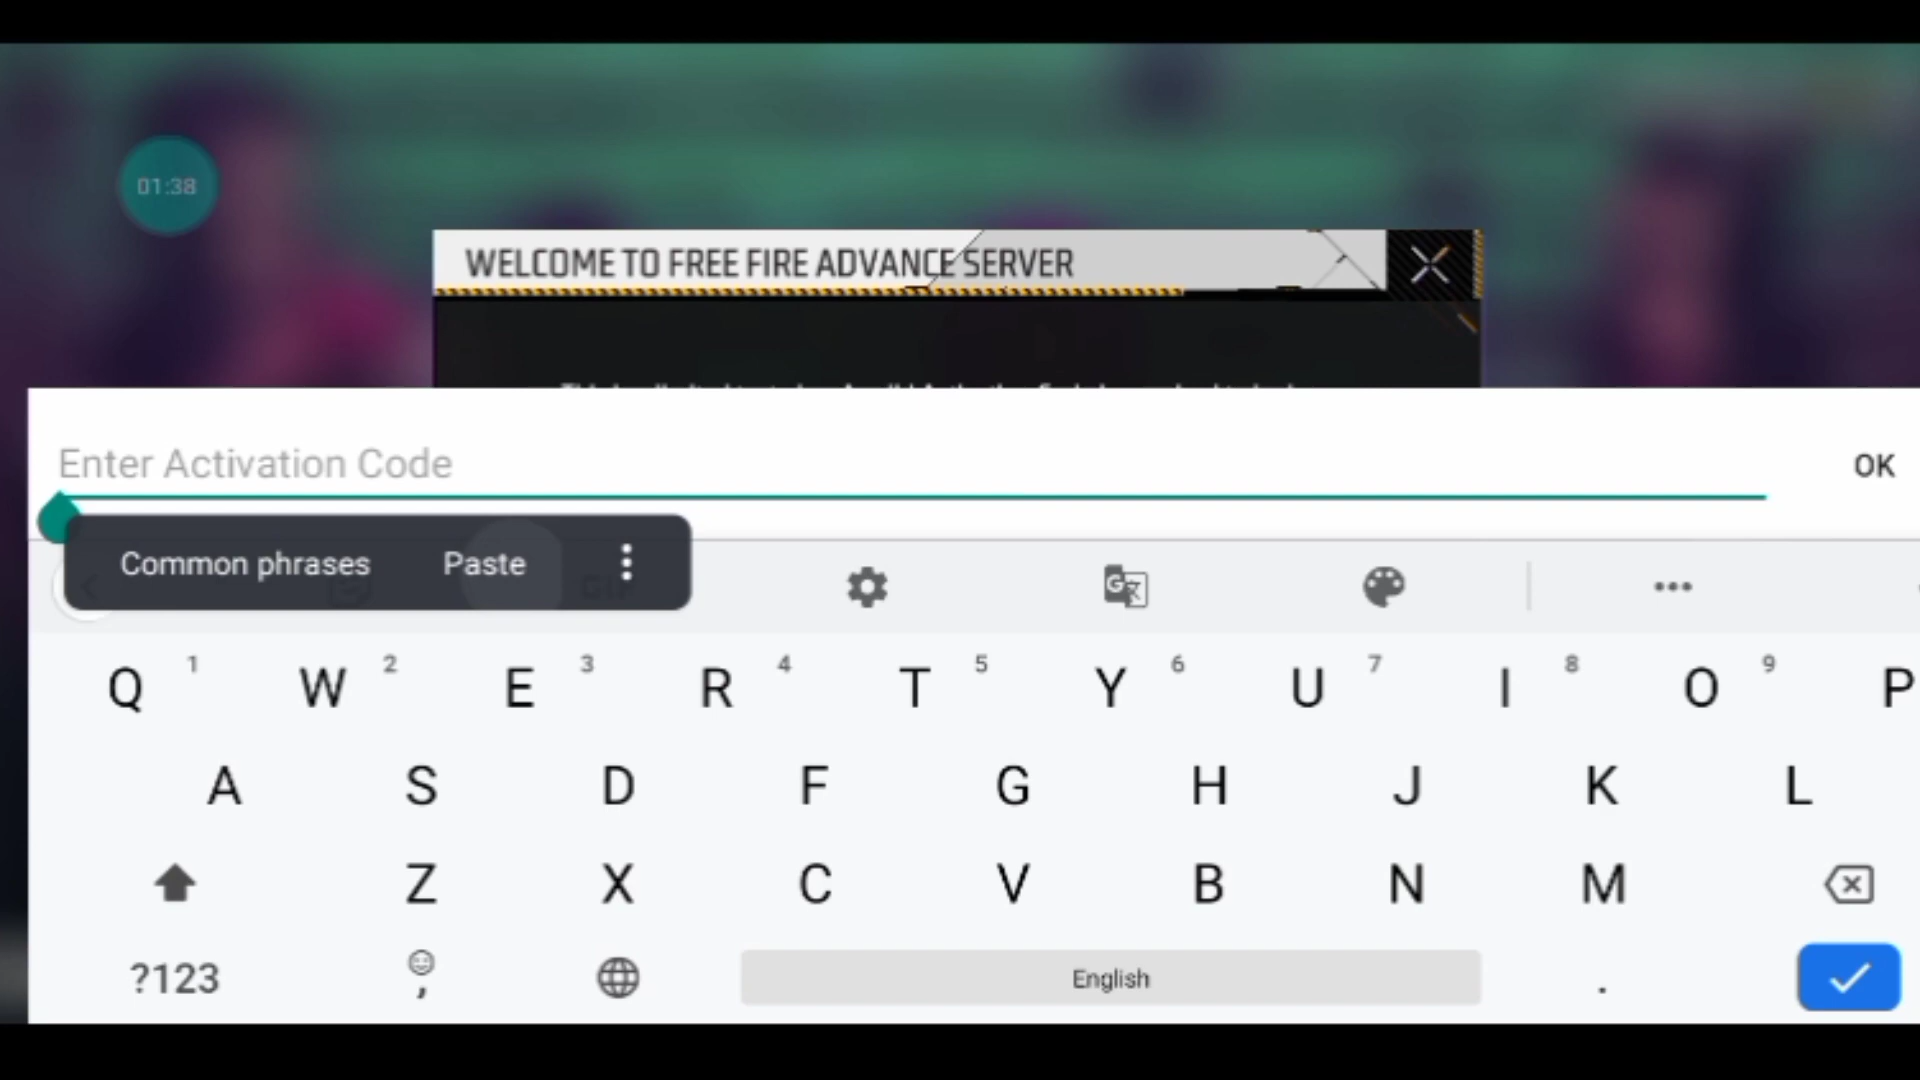 01:38
WELCOME TO FREE FIRE ADVANCE SERVER
Enter Activation Code
OK
Common phrases Paste
Q 1 W 2 E 3 R 4 T 5 Y 6 U 7 I 8 O 9 P
A S D F G H J K L
Z X C V B N M
?123 , English .